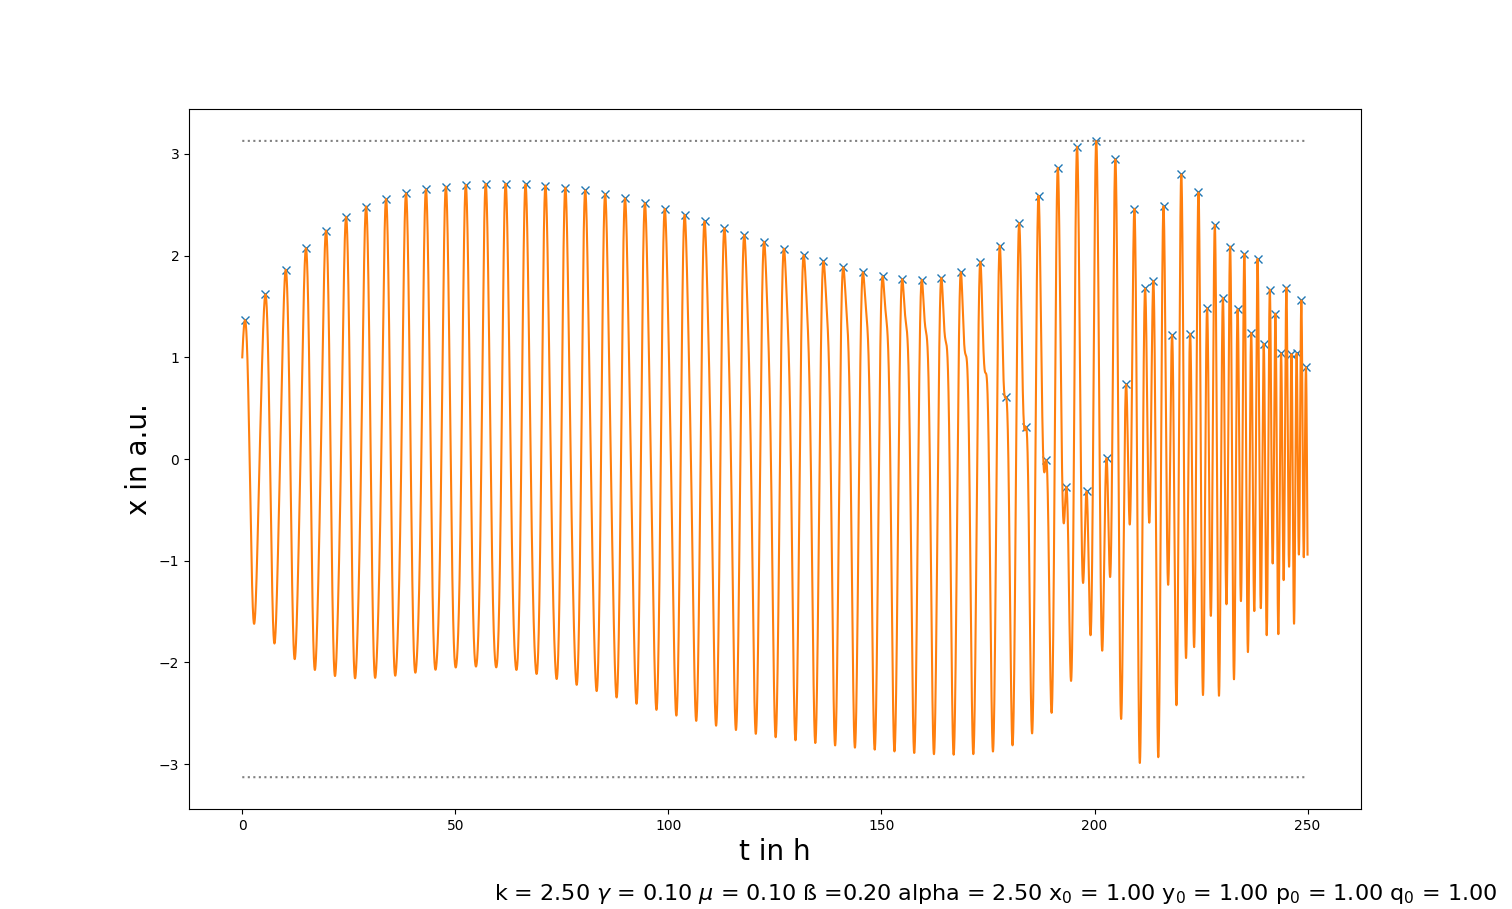 3
2
1
0
−1
−2
−3
x in a.u.
0 50 100 150 200 250
t in h
k = 2.50 γ = 0.10 μ = 0.10 ß =0.20 alpha = 2.50 x₀ = 1.00 y₀ = 1.00 p₀ = 1.00 q₀ = 1.00